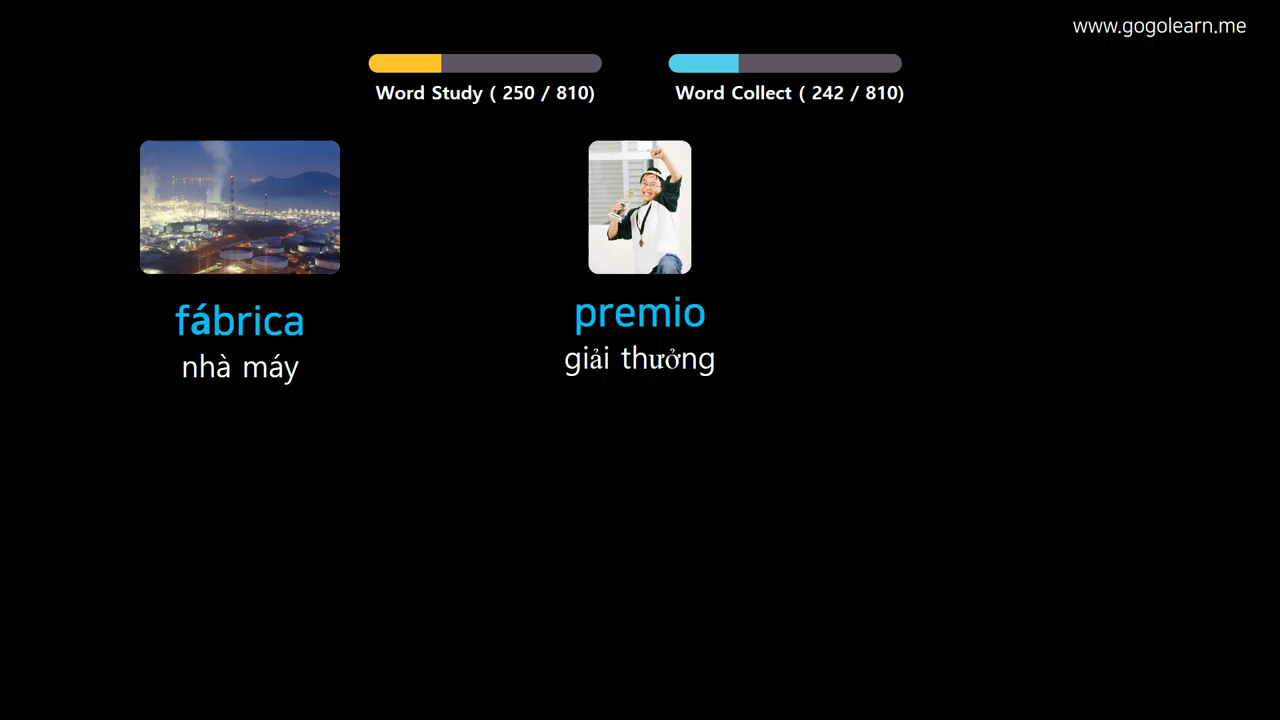 www.gogolearn.me
Word Study ( 250 / 810)
Word Collect ( 242 / 810)
fábrica
nhà máy
premio
giải thưởng